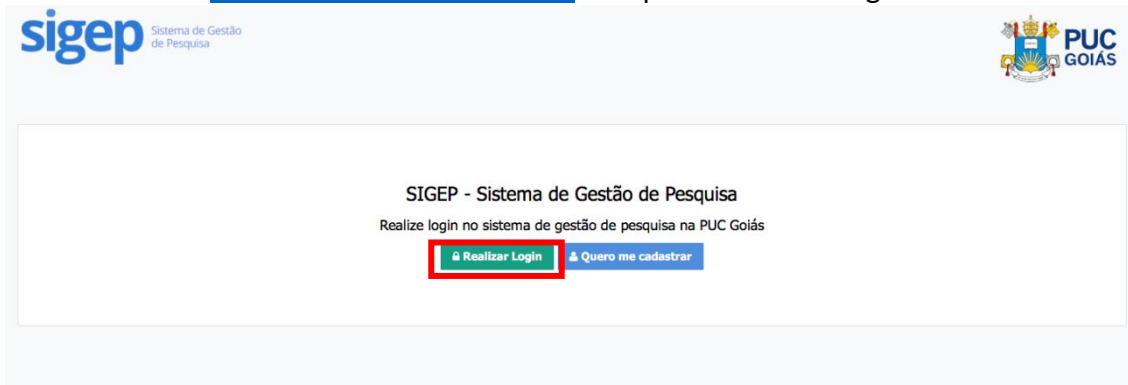 sigep Sistema de Gestão
de Pesquisa
PUC
GOIÁS
SIGEP - Sistema de Gestão de Pesquisa
Realize login no sistema de gestão de pesquisa na PUC Goiás
Realizar Login Quero me cadastrar